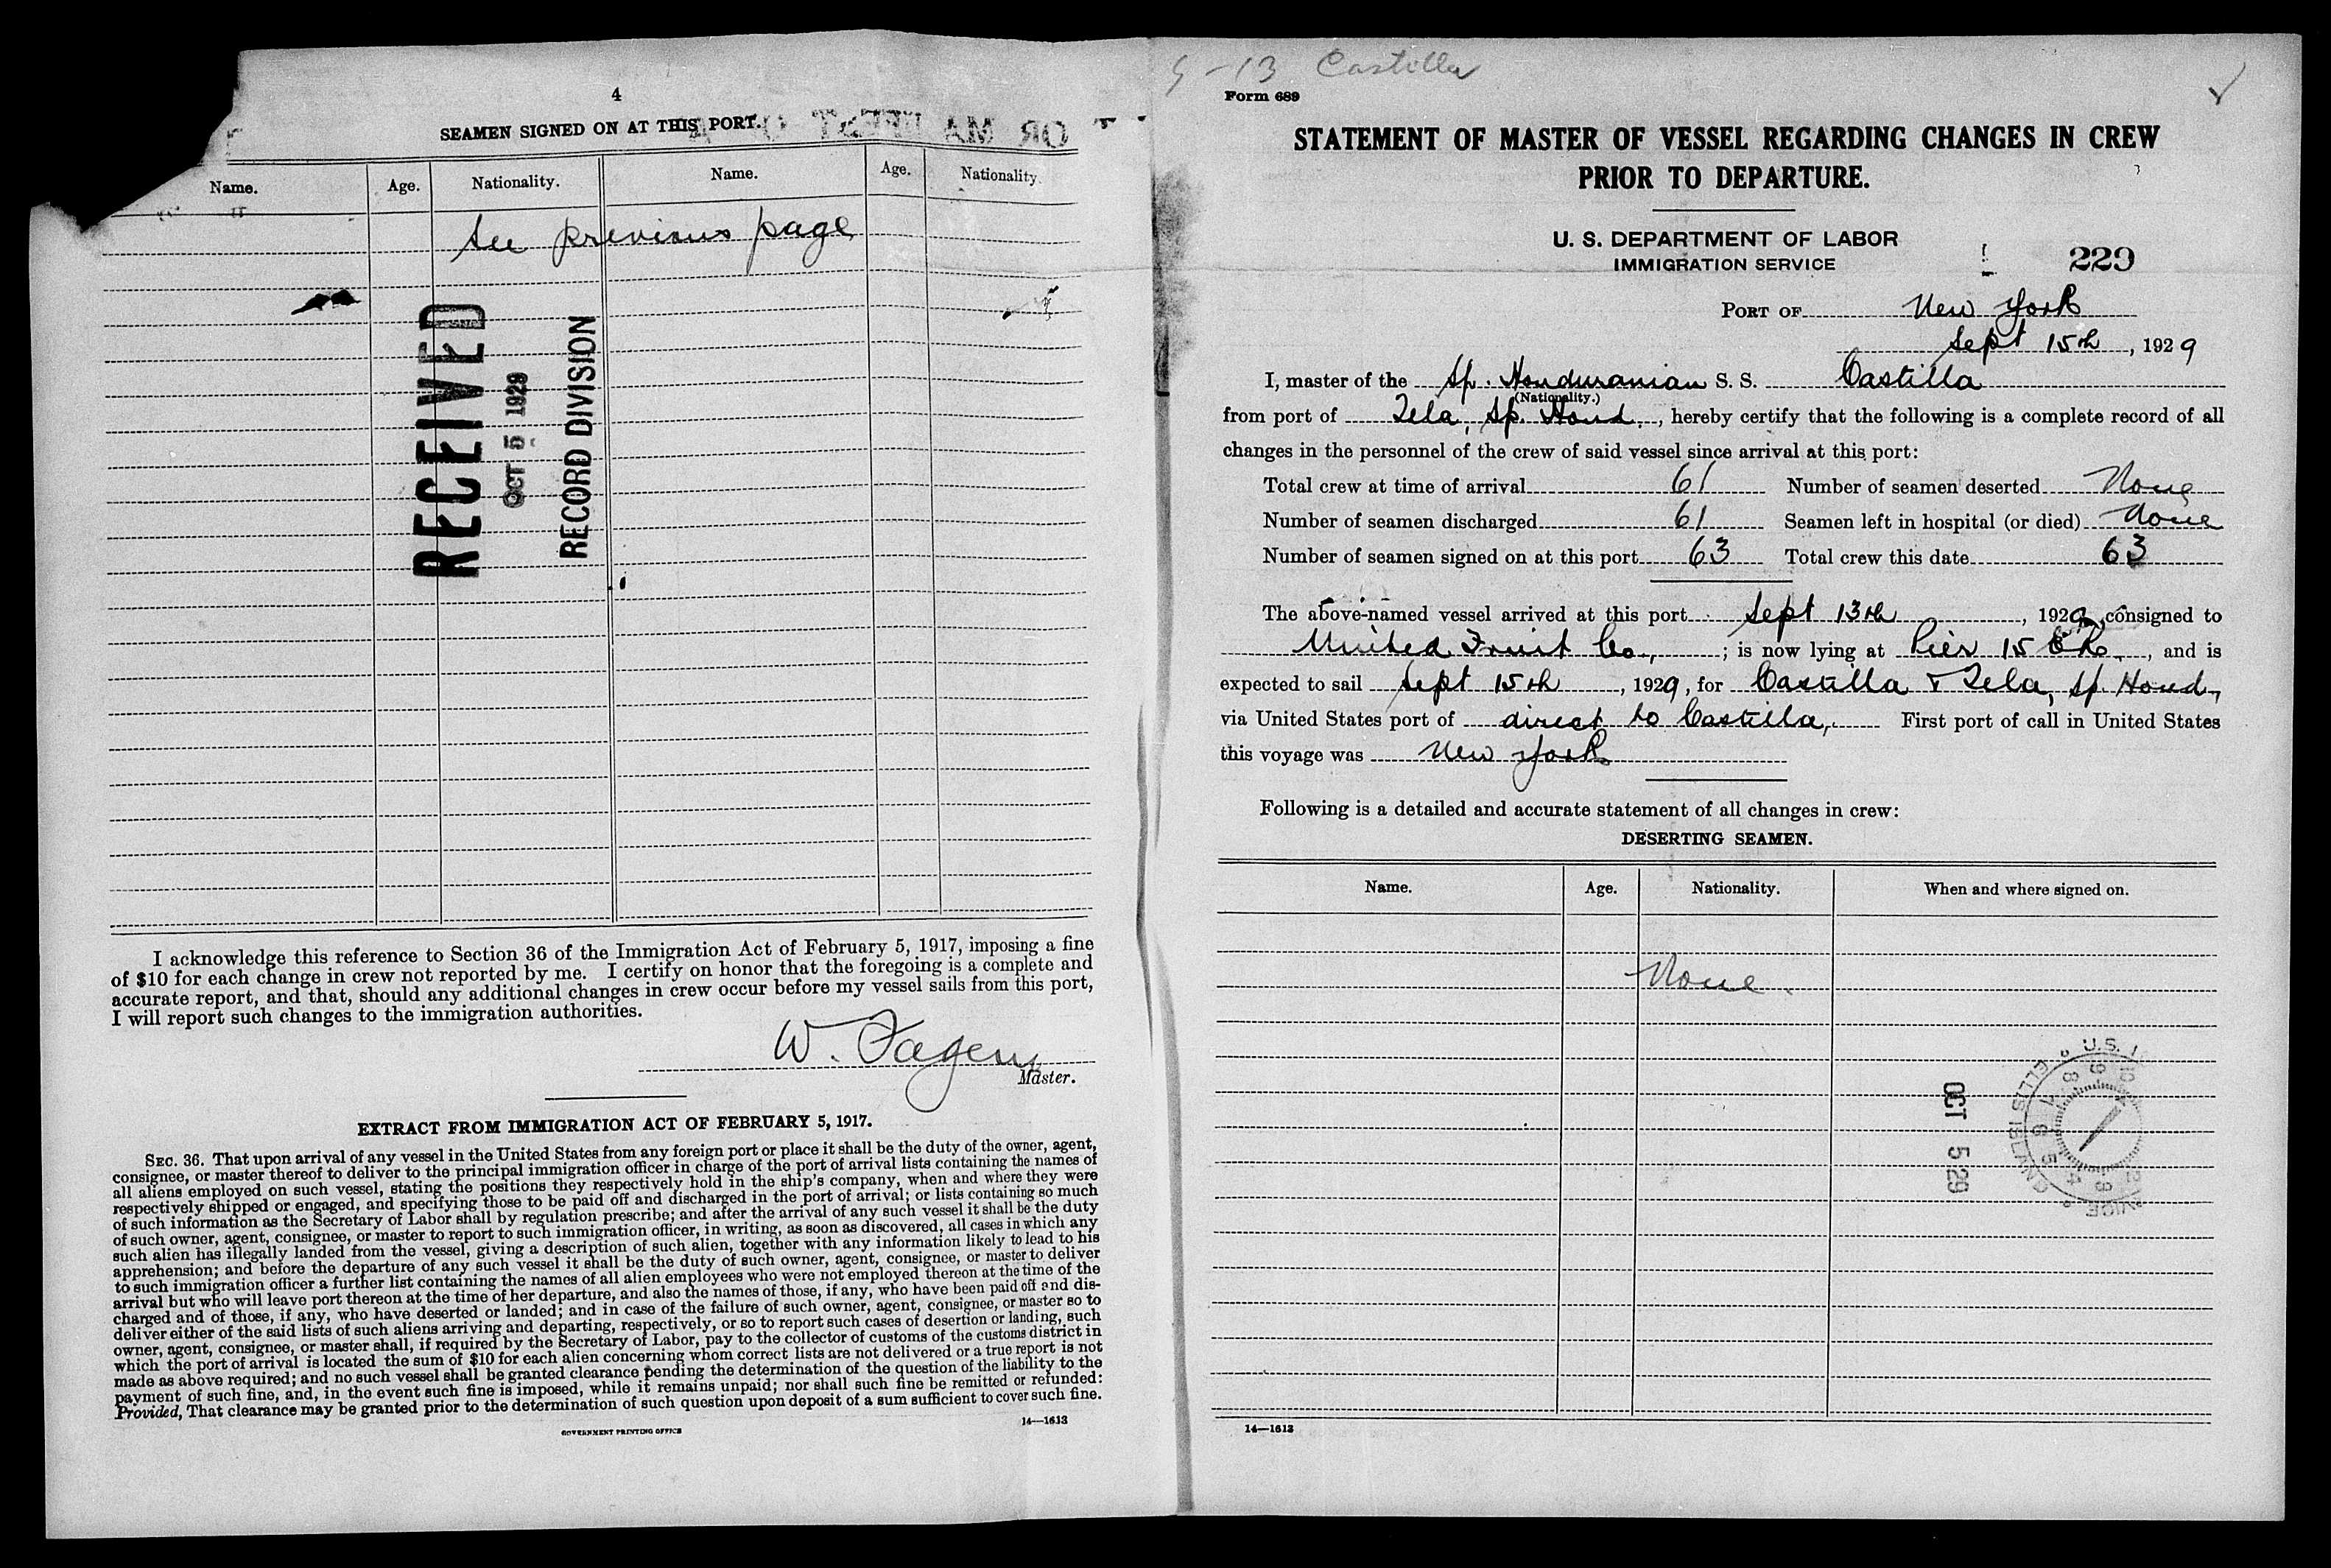 4
SEAMEN SIGNED ON AT THIS PORT.
Name. Age. Nationality. Name. Age. Nationality.
See previous page
RECEIVED
OCT 5 1929
RECORD DIVISION
I acknowledge this reference to Section 36 of the Immigration Act of February 5, 1917, imposing a fine
of $10 for each change in crew not reported by me. I certify on honor that the foregoing is a complete and
accurate report, and that, should any additional changes in crew occur before my vessel sails from this port,
I will report such changes to the immigration authorities.
W.
Master.
EXTRACT FROM IMMIGRATION ACT OF FEBRUARY 5, 1917.
SEC. 36. That upon arrival of any vessel in the United States from any foreign port or place it shall be the duty of the owner, agent,
consignee, or master thereof to deliver to the principal immigration officer in charge of the port of arrival lists containing the names of
all aliens employed on such vessel, stating the positions they respectively hold in the ship's company, when and where they were
respectively shipped or engaged, and specifying those to be paid off and discharged in the port of arrival; or lists containing so much
of such information as the Secretary of Labor shall by regulation prescribe; and after the arrival of any such vessel it shall be the duty
of such owner, agent, consignee, or master to report to such immigration officer, in writing, as soon as discovered, all cases in which any
such alien has illegally landed from the vessel, giving a description of such alien, together with any information likely to lead to his
apprehension; and before the departure of any such vessel it shall be the duty of such owner, agent, consignee, or master to deliver
to such immigration officer a further list containing the names of all alien employees who were not employed thereon at the time of the
arrival but who will leave port thereon at the time of her departure, and also the names of those, if any, who have been paid off and dis-
charged and of those, if any, who have deserted or landed; and in case of the failure of such owner, agent, consignee, or master so to
deliver either of the said lists of such aliens arriving and departing, respectively, or so to report such cases of desertion or landing, such
owner, agent, consignee, or master shall, if required by the Secretary of Labor, pay to the collector of customs of the customs district in
which the port of arrival is located the sum of $10 for each alien concerning whom correct lists are not delivered or a true report is not
made as above required; and no such vessel shall be granted clearance pending the determination of the question of the liability to the
payment of such fine, and, in the event such fine is imposed, while it remains unpaid; nor shall such fine be remitted or refunded:
Provided, That clearance may be granted prior to the determination of such question upon deposit of a sum sufficient to cover such fine.
14—1613
GOVERNMENT PRINTING OFFICE
9-13 Castilla
Form 689
STATEMENT OF MASTER OF VESSEL REGARDING CHANGES IN CREW
PRIOR TO DEPARTURE.
U. S. DEPARTMENT OF LABOR
IMMIGRATION SERVICE
229
PORT OF New York
Sept 15th, 1929
I, master of the Sp. Honduranian S. S. Castilla
(Nationality.)
from port of Tela, Sp. Hond., hereby certify that the following is a complete record of all
changes in the personnel of the crew of said vessel since arrival at this port:
Total crew at time of arrival 61 Number of seamen deserted None
Number of seamen discharged 61 Seamen left in hospital (or died) None
Number of seamen signed on at this port 63 Total crew this date 63
The above-named vessel arrived at this port Sept 13th, 1929, consigned to
United Fruit Co.,; is now lying at Pier 15 E.R., and is
expected to sail Sept 15th, 1929, for Castilla & Tela, Sp. Hond,
via United States port of direct to Castilla, First port of call in United States
this voyage was New York
Following is a detailed and accurate statement of all changes in crew:
DESERTING SEAMEN.
Name. Age. Nationality. When and where signed on.
None.
OCT 5 29
14—1613